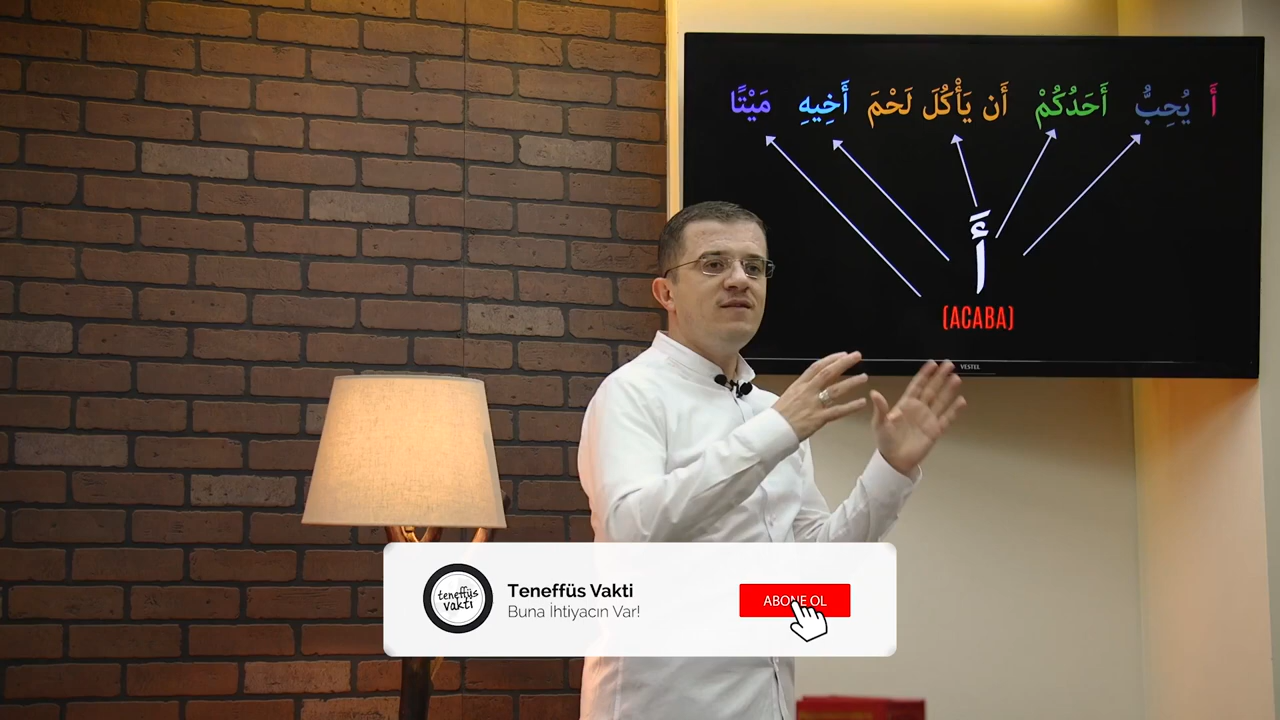 أَ يُحِبُّ أَحَدُكُمْ أَن يَأْكُلَ لَحْمَ أَخِيهِ مَيْتًا
أَ
(ACABA)
VESTEL
teneffüs
vakti
Teneffüs Vakti
Buna İhtiyacın Var!
ABONE OL